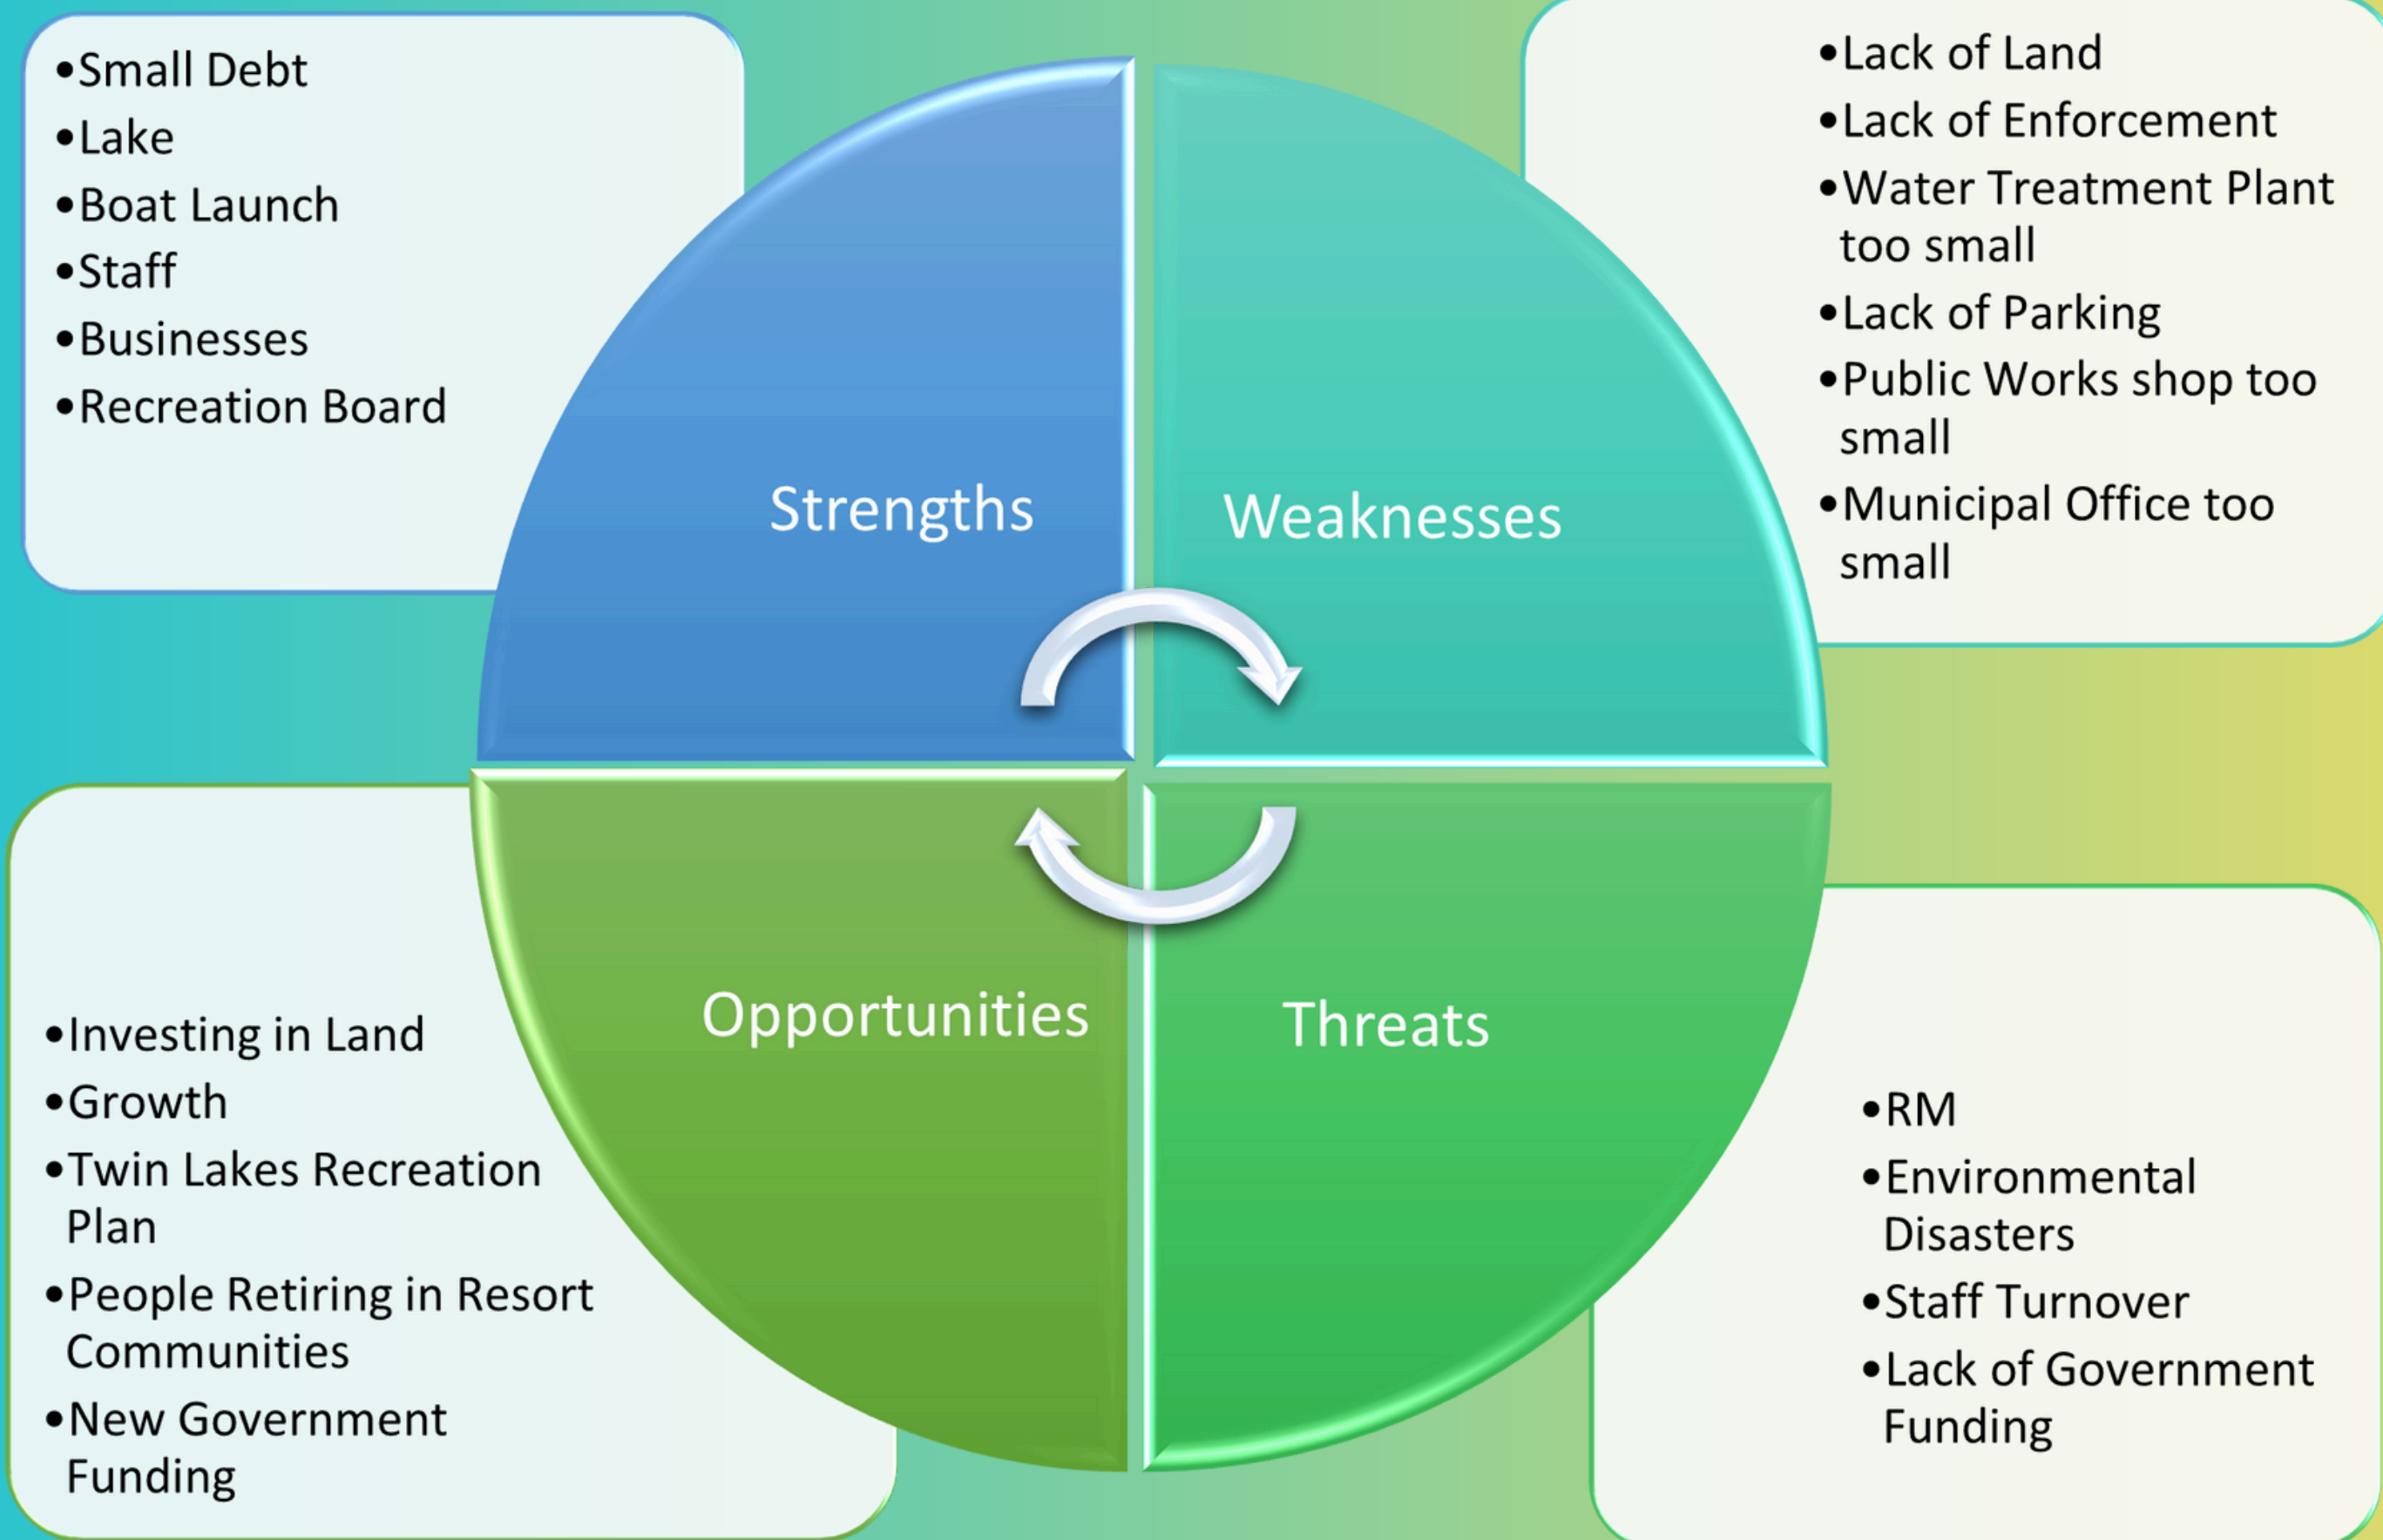 •Small Debt
•Lake
•Boat Launch
•Staff
•Businesses
•Recreation Board
Strengths
•Lack of Land
•Lack of Enforcement
•Water Treatment Plant
too small
•Lack of Parking
•Public Works shop too
small
•Municipal Office too
small
Weaknesses
•Investing in Land
•Growth
•Twin Lakes Recreation
Plan
•People Retiring in Resort
Communities
•New Government
Funding
Opportunities
Threats
•RM
•Environmental
Disasters
•Staff Turnover
•Lack of Government
Funding